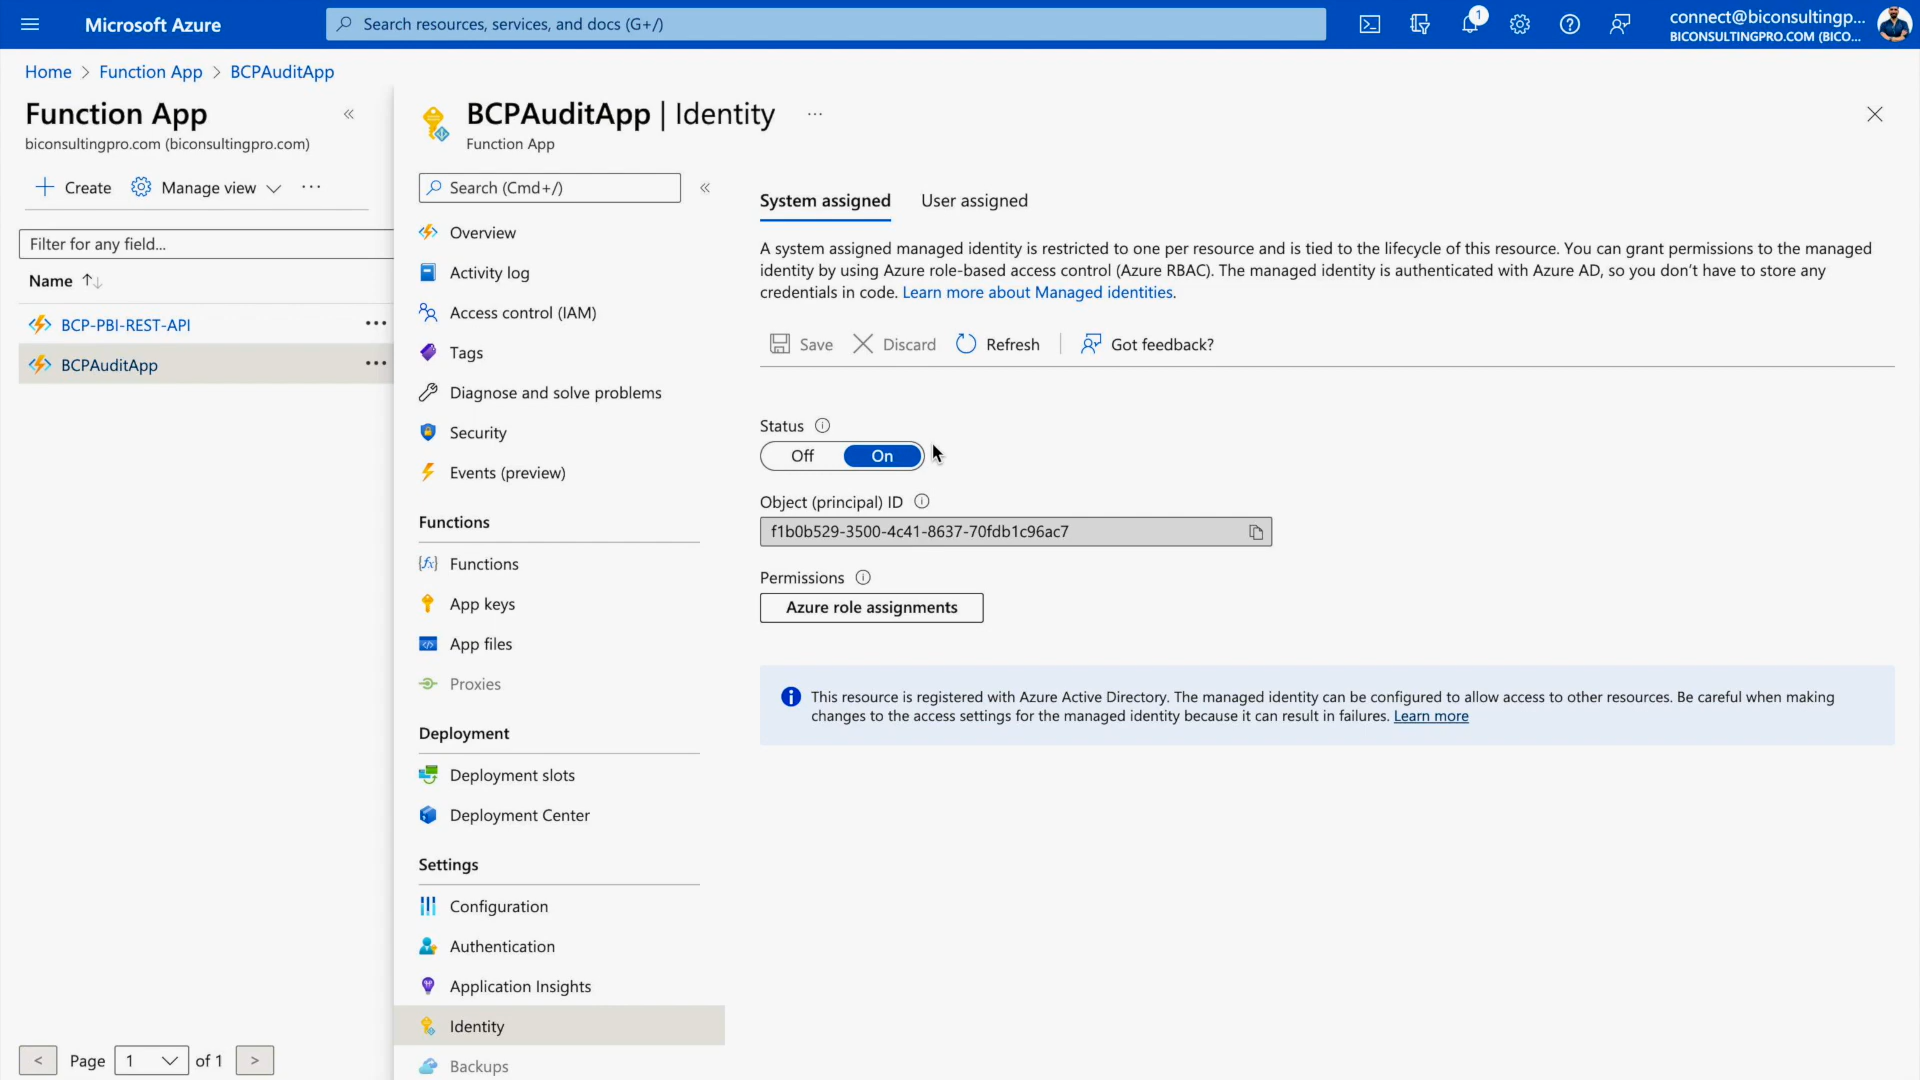 Microsoft Azure
Search resources, services, and docs (G+/)
1
connect@biconsultingp...
BICONSULTINGPRO.COM (BICO...
Home > Function App > BCPAuditApp
Function App
biconsultingpro.com (biconsultingpro.com)
Create
Manage view
Filter for any field...
Name
BCP-PBI-REST-API
BCPAuditApp
< Page 1 of 1 >
BCPAuditApp | Identity
Function App
Search (Cmd+/)
Overview
Activity log
Access control (IAM)
Tags
Diagnose and solve problems
Security
Events (preview)
Functions
Functions
App keys
App files
Proxies
Deployment
Deployment slots
Deployment Center
Settings
Configuration
Authentication
Application Insights
Identity
Backups
System assigned
User assigned
A system assigned managed identity is restricted to one per resource and is tied to the lifecycle of this resource. You can grant permissions to the managed
identity by using Azure role-based access control (Azure RBAC). The managed identity is authenticated with Azure AD, so you don't have to store any
credentials in code. Learn more about Managed identities.
Save
Discard
Refresh
Got feedback?
Status
Off
On
Object (principal) ID
f1b0b529-3500-4c41-8637-70fdb1c96ac7
Permissions
Azure role assignments
This resource is registered with Azure Active Directory. The managed identity can be configured to allow access to other resources. Be careful when making
changes to the access settings for the managed identity because it can result in failures. Learn more